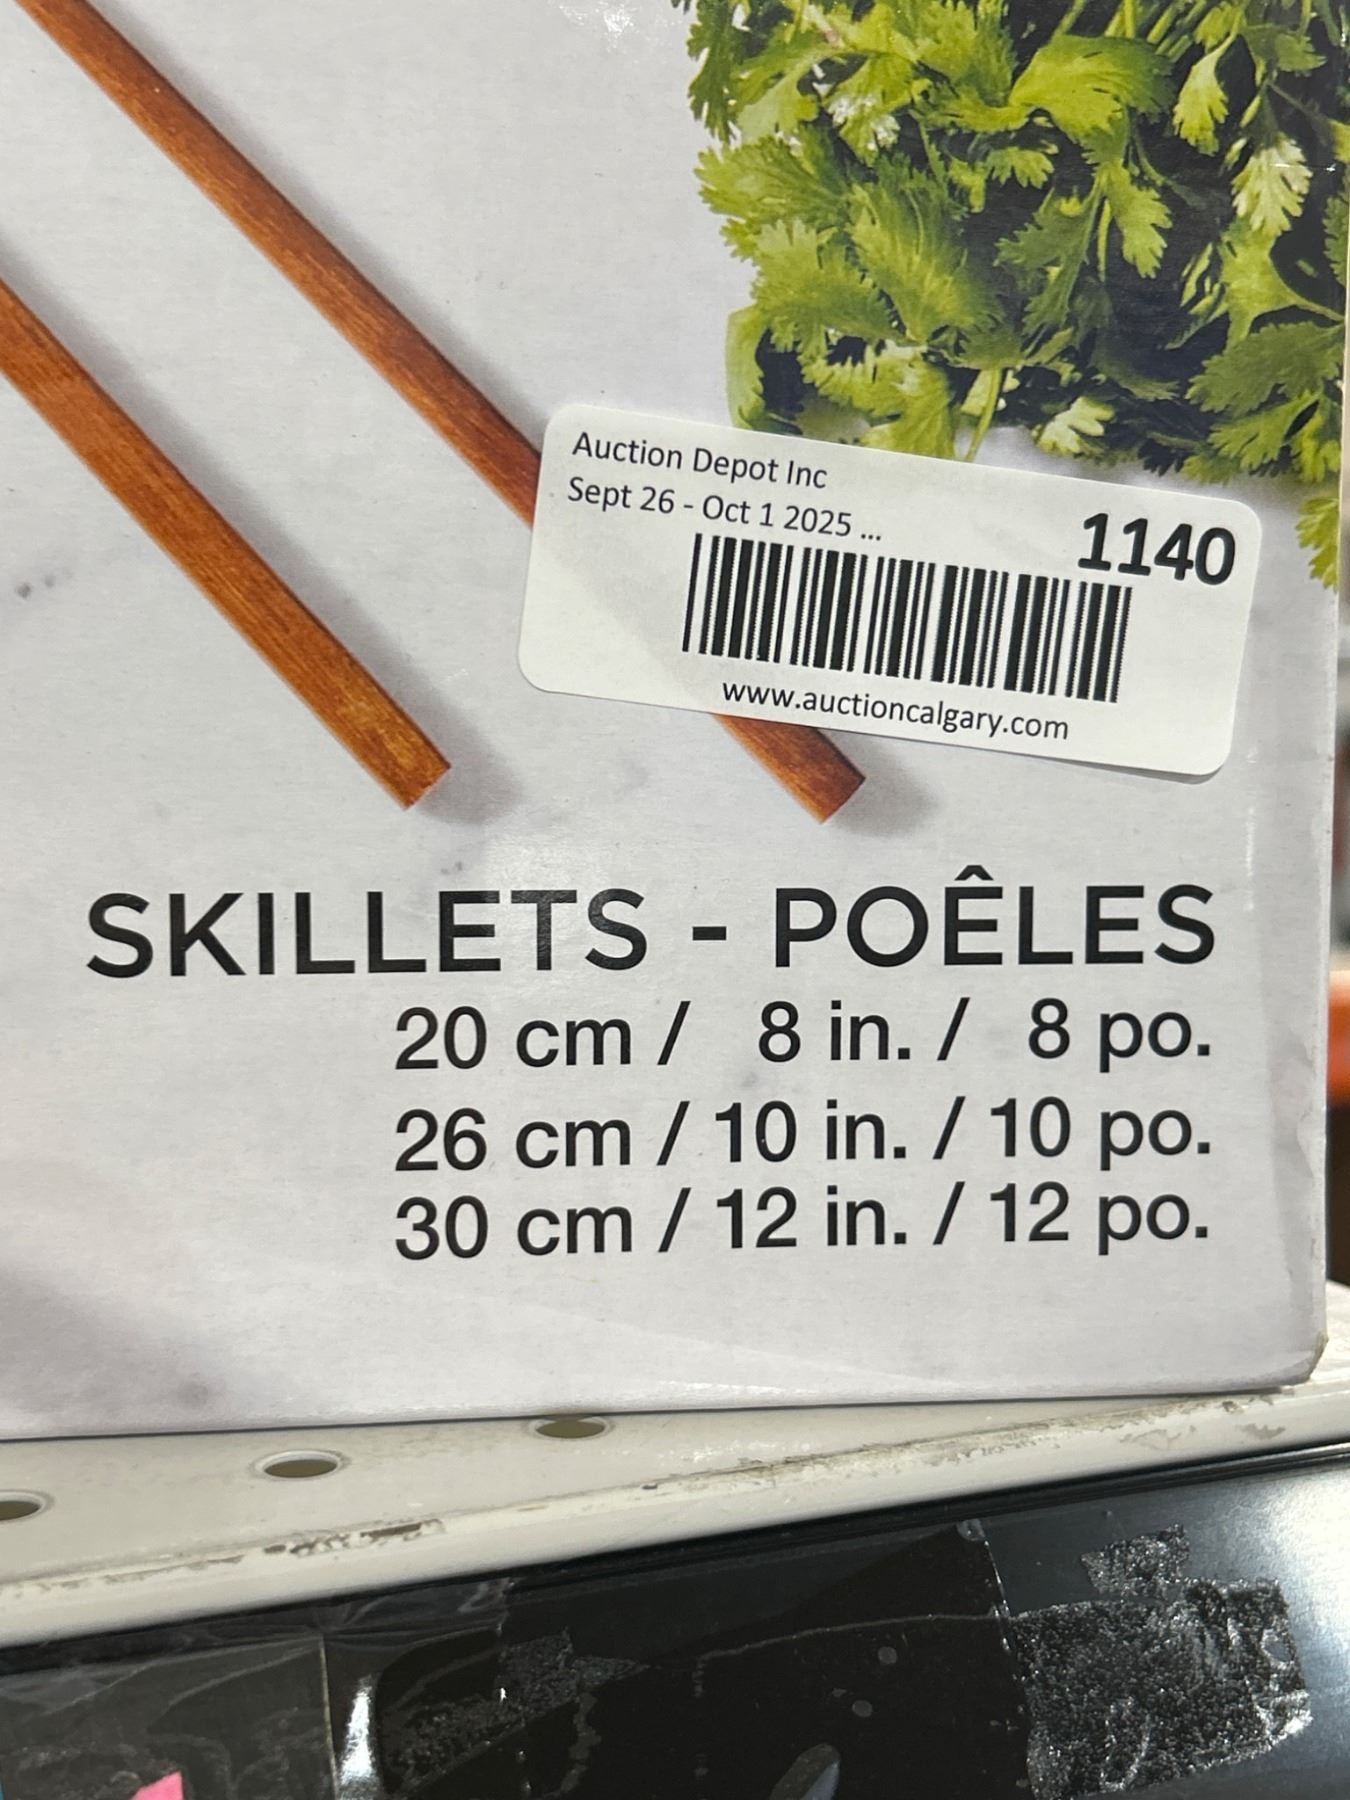 Auction Depot Inc
Sept 26 - Oct 1 2025 ...
1140
www.auctioncalgary.com
SKILLETS - POÊLES
20 cm / 8 in. / 8 po.
26 cm / 10 in. / 10 po.
30 cm / 12 in. / 12 po.